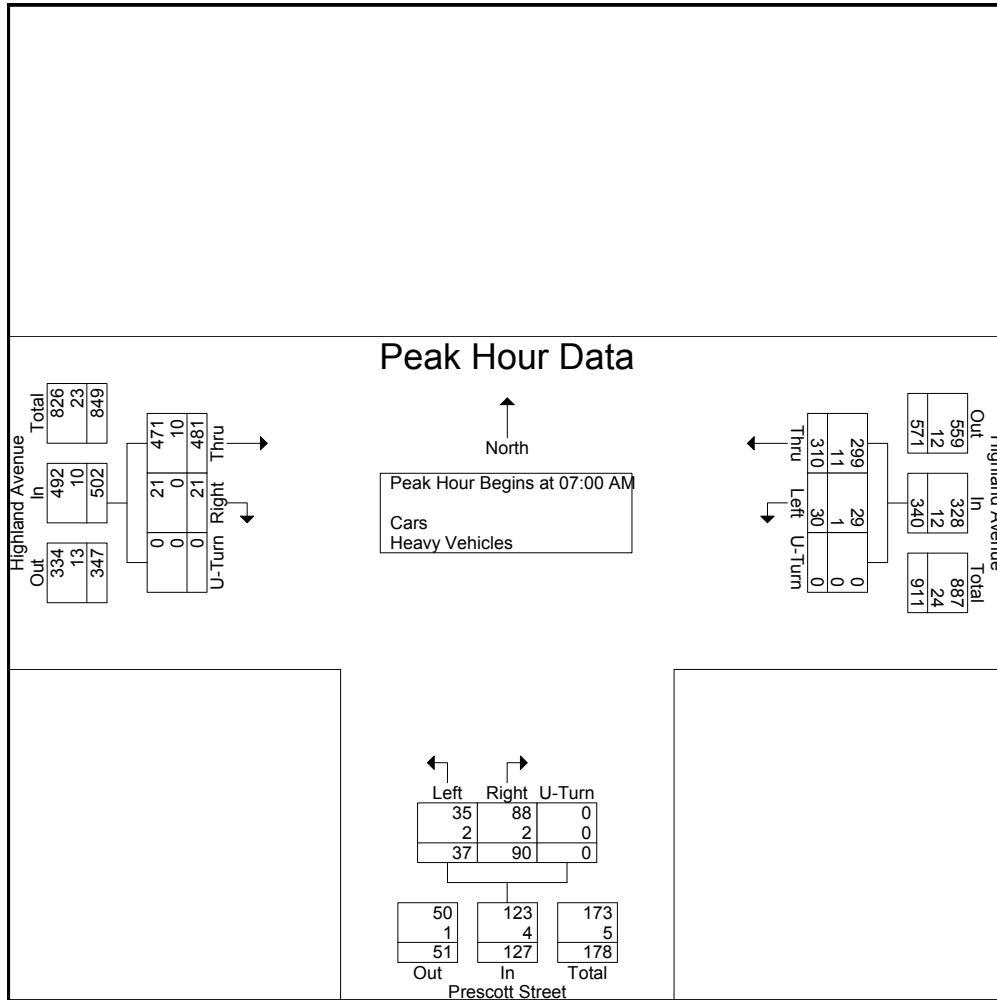 Peak Hour Data
North
Peak Hour Begins at 07:00 AM
Cars
Heavy Vehicles
Highland Avenue
Total In Out
826 492 334
23 10 13
849 502 347
Thru Right U-Turn
471 21 0
10 0 0
481 21 0
Highland Avenue
Out In Total
559 328 887
12 12 24
571 340 911
Thru Left U-Turn
299 29 0
11 1 0
310 30 0
Left Right U-Turn
35 88 0
2 2 0
37 90 0
50 123 173
1 4 5
51 127 178
Out In Total
Prescott Street